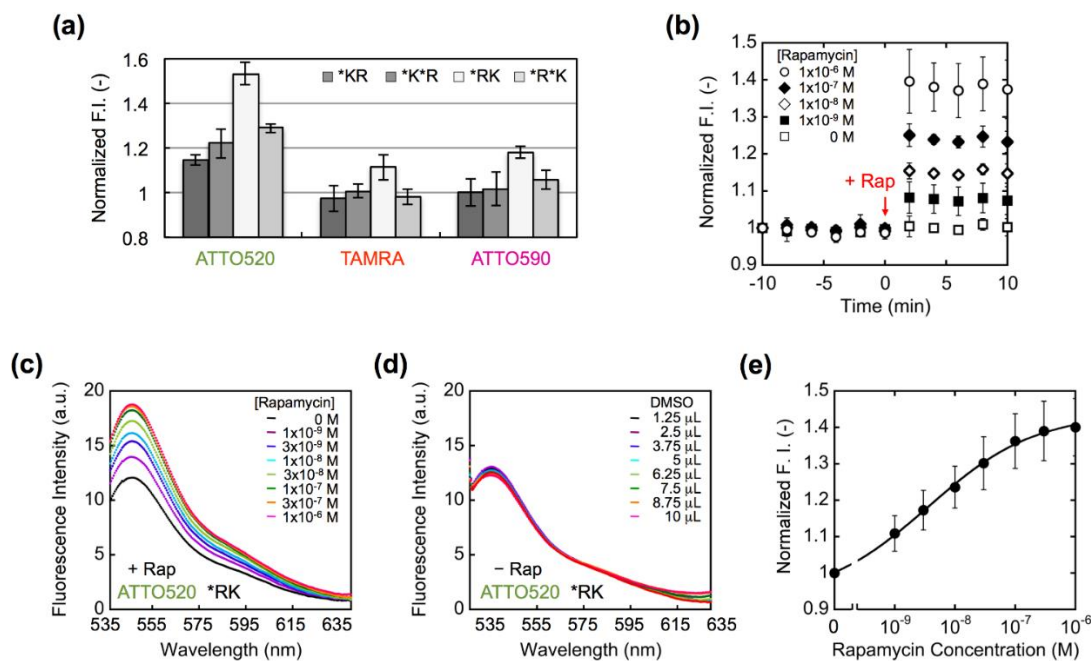 (a)
Normalized F.I. (-)
1.6
1.4
1.2
1
0.8
*KR *K*R *RK *R*K
ATTO520 TAMRA ATTO590
(b)
Normalized F.I. (-)
1.5
1.4
1.3
1.2
1.1
1
0.9
[Rapamycin]
1x10⁻⁶ M
1x10⁻⁷ M
1x10⁻⁸ M
1x10⁻⁹ M
0 M
+ Rap
-10 -5 0 5 10
Time (min)
(c)
Fluorescence Intensity (a.u.)
20
15
10
5
0
[Rapamycin]
0 M
1x10⁻⁹ M
3x10⁻⁹ M
1x10⁻⁸ M
3x10⁻⁸ M
1x10⁻⁷ M
3x10⁻⁷ M
1x10⁻⁶ M
+ Rap
ATTO520 *RK
535 555 575 595 615 635
Wavelength (nm)
(d)
Fluorescence Intensity (a.u.)
20
15
10
5
0
DMSO
1.25 µL
2.5 µL
3.75 µL
5 µL
6.25 µL
7.5 µL
8.75 µL
10 µL
– Rap
ATTO520 *RK
535 555 575 595 615 635
Wavelength (nm)
(e)
Normalized F. I. (-)
1.5
1.4
1.3
1.2
1.1
1
0.9
0 10⁻⁹ 10⁻⁸ 10⁻⁷ 10⁻⁶
Rapamycin Concentration (M)